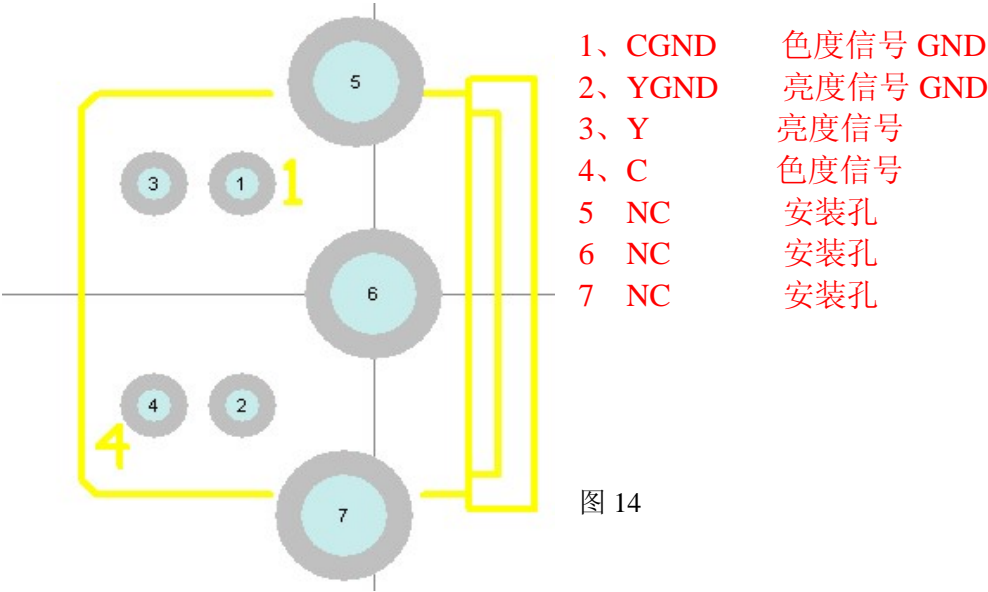 1、CGND 色度信号 GND
2、YGND 亮度信号 GND
3、Y 亮度信号
4、C 色度信号
5 NC 安装孔
6 NC 安装孔
7 NC 安装孔
5
3 1 1
6
4 2
4
7
图 14